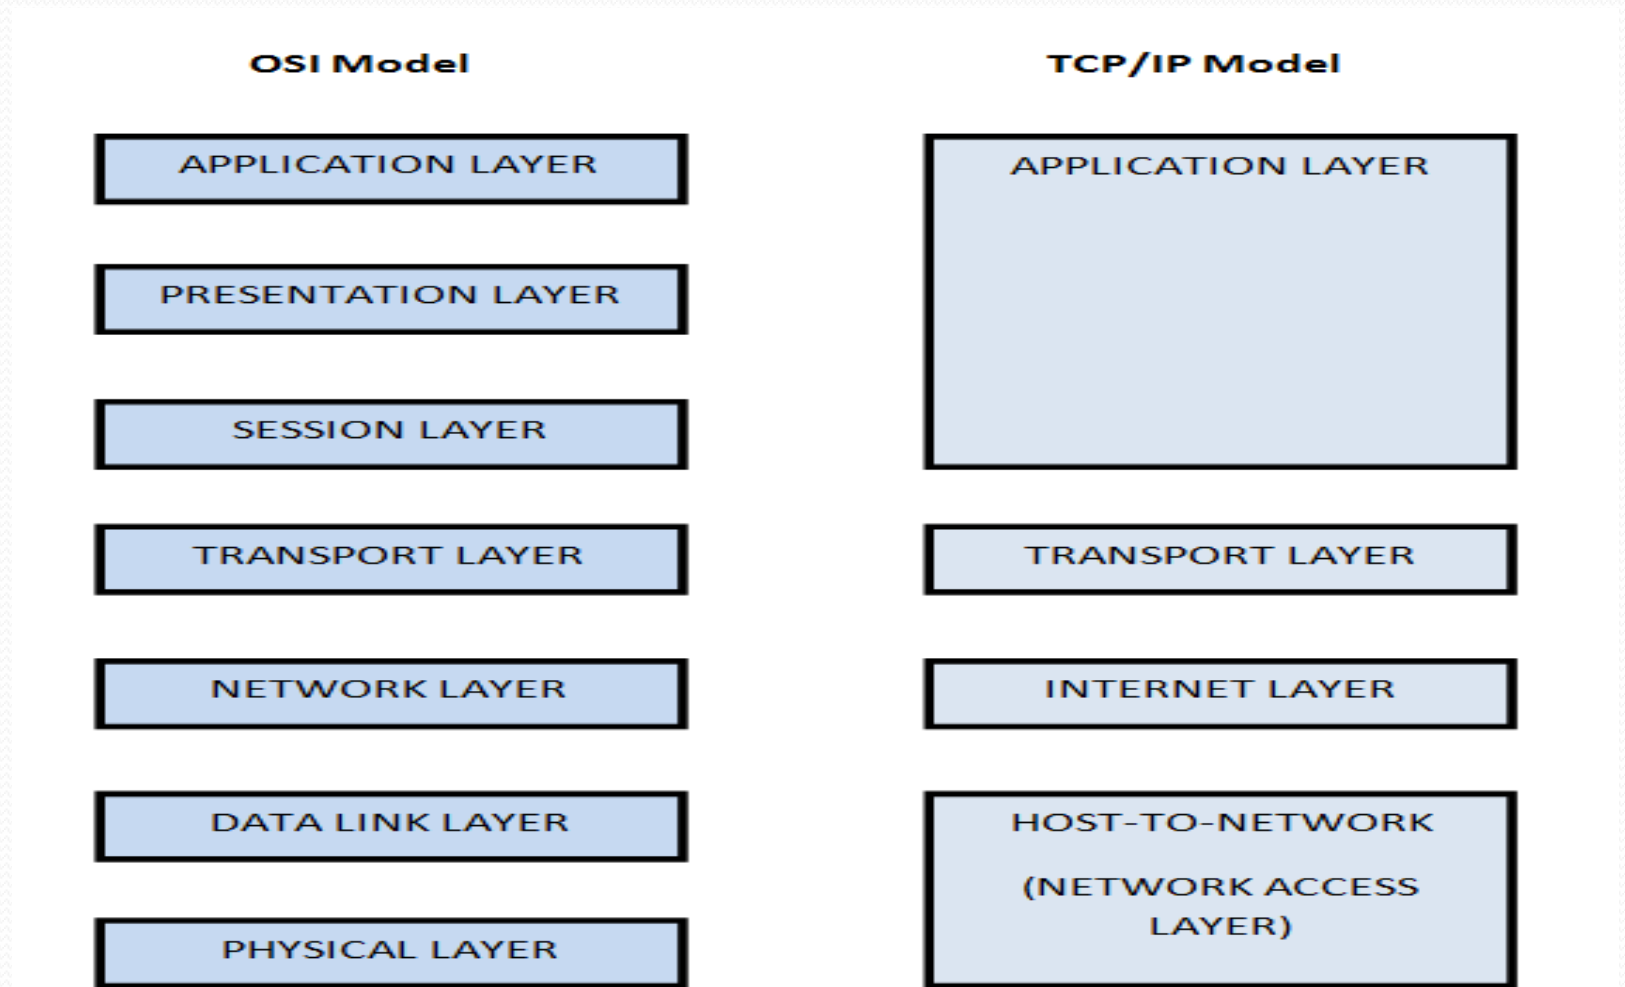 OSI Model
APPLICATION LAYER
PRESENTATION LAYER
SESSION LAYER
TRANSPORT LAYER
NETWORK LAYER
DATA LINK LAYER
PHYSICAL LAYER
TCP/IP Model
APPLICATION LAYER
TRANSPORT LAYER
INTERNET LAYER
HOST-TO-NETWORK
(NETWORK ACCESS
LAYER)